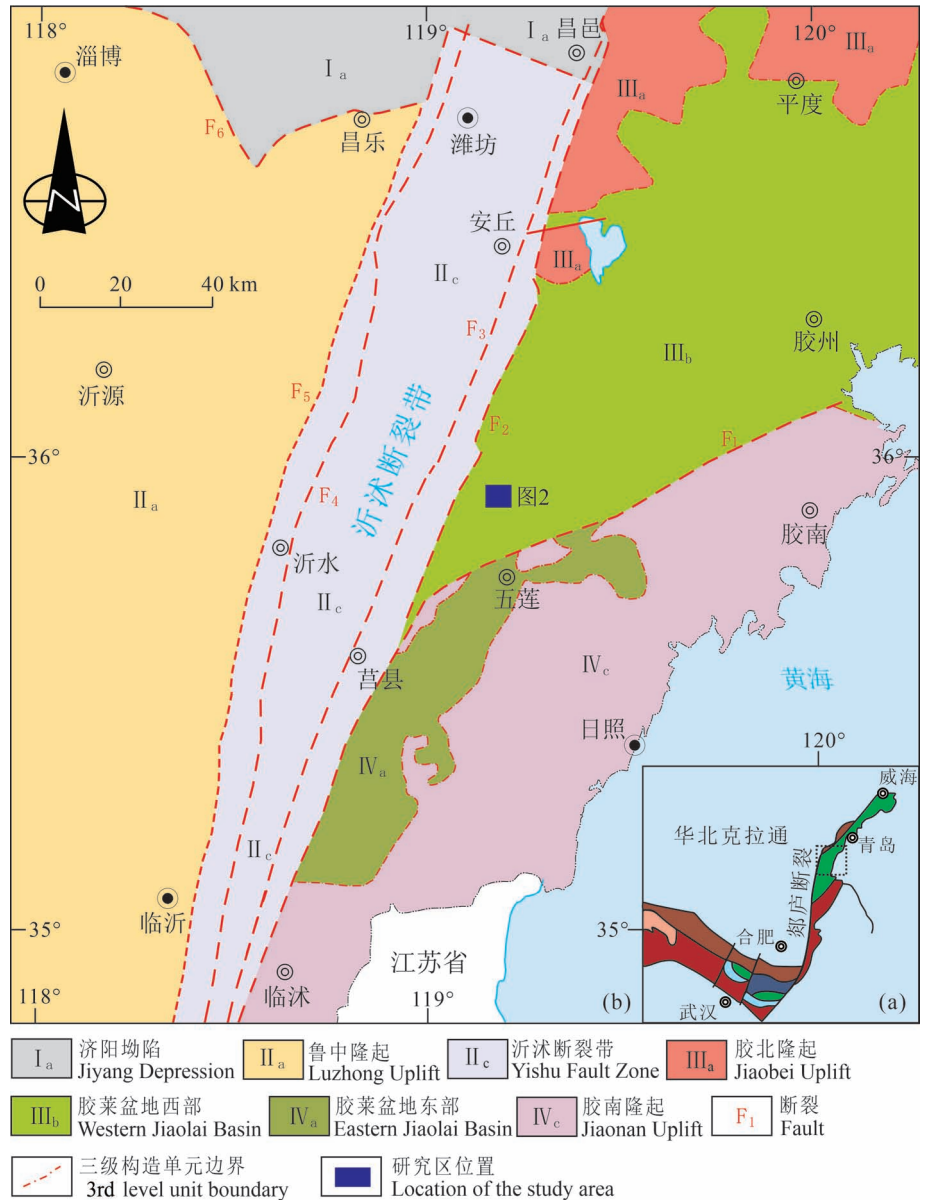 118°
119°
120°
淄博
Ⅰa
Ⅰa
昌邑
Ⅲa
Ⅲa
平度
F6
昌乐
潍坊
N
安丘
Ⅱc
Ⅲa
0 20 40 km
F3
胶州
Ⅲb
沂源
F5
沂沭断裂带
F2
F1
36°
36°
Ⅱa
F4
图2
胶南
沂水
五莲
Ⅱc
莒县
Ⅳc
黄海
日照
Ⅳa
120°
威海
华北克拉通
青岛
郯庐断裂
Ⅱc
临沂
35°
35°
合肥
江苏省
临沭
118°
119°
(b)
武汉
(a)
Ⅰa 济阳坳陷
Jiyang Depression
Ⅱa 鲁中隆起
Luzhong Uplift
Ⅱc 沂沭断裂带
Yishu Fault Zone
Ⅲa 胶北隆起
Jiaobei Uplift
Ⅲb 胶莱盆地西部
Western Jiaolai Basin
Ⅳa 胶莱盆地东部
Eastern Jiaolai Basin
Ⅳc 胶南隆起
Jiaonan Uplift
F1 断裂
Fault
三级构造单元边界
3rd level unit boundary
研究区位置
Location of the study area